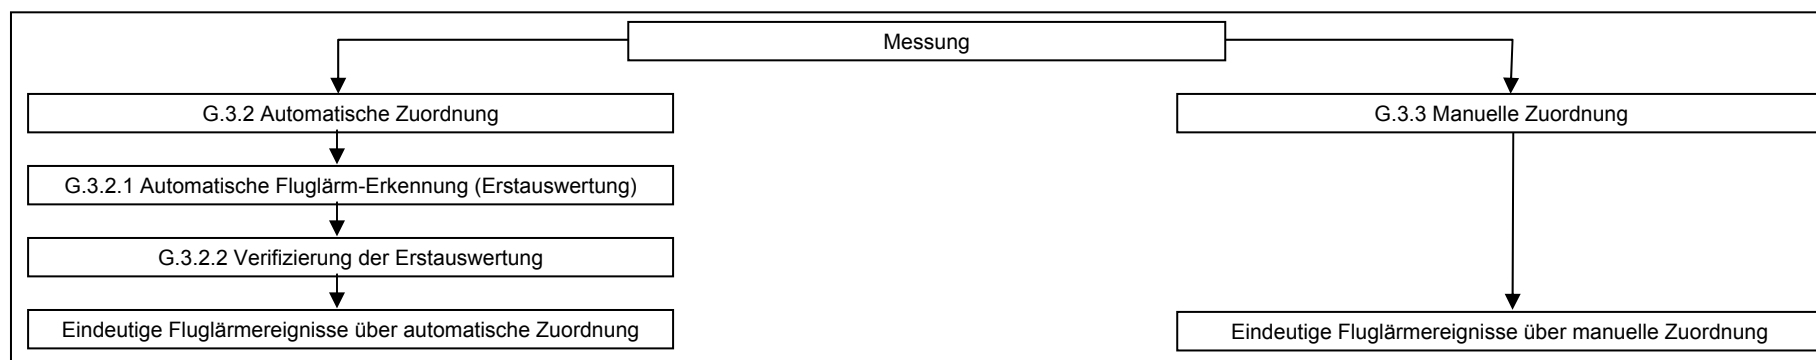 Messung
G.3.2 Automatische Zuordnung
G.3.3 Manuelle Zuordnung
G.3.2.1 Automatische Fluglärm-Erkennung (Erstauswertung)
G.3.2.2 Verifizierung der Erstauswertung
Eindeutige Fluglärmereignisse über automatische Zuordnung
Eindeutige Fluglärmereignisse über manuelle Zuordnung